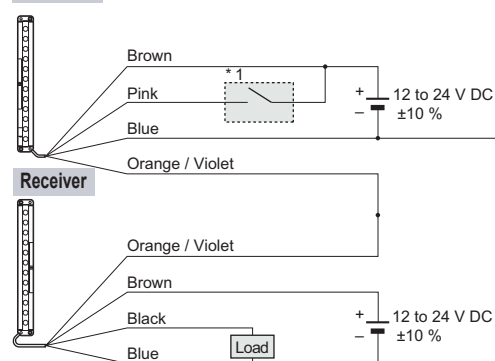 Brown
* 1
Pink
+ 12 to 24 V DC
– ±10 %
Blue
Orange / Violet
Receiver
Orange / Violet
Brown
Black
+ 12 to 24 V DC
– ±10 %
Load
Blue